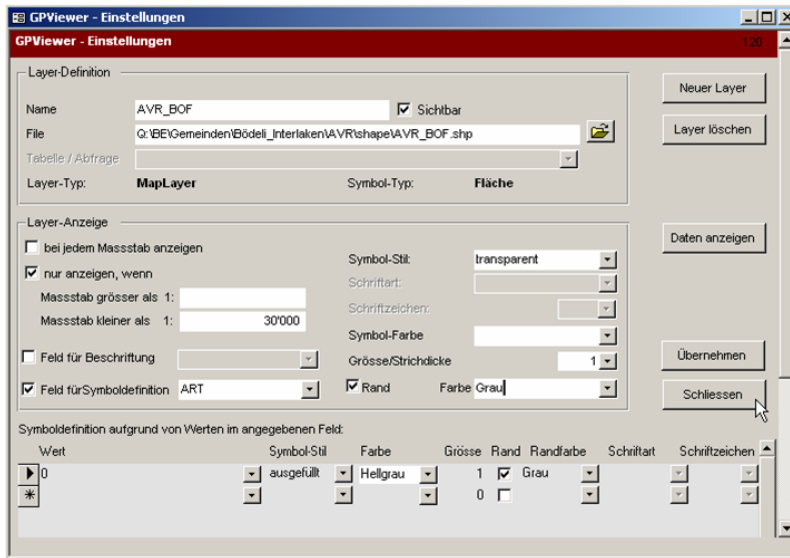 GPViewer - Einstellungen
GPViewer - Einstellungen 1.20
Layer-Definition
Neuer Layer
Name AVR_BOF Sichtbar
File Q:\BE\Gemeinden\Bödeli_Interlaken\AVR\shape\AVR_BOF.shp
Layer löschen
Tabelle / Abfrage
Layer-Typ: MapLayer Symbol-Typ: Fläche
Layer-Anzeige
Daten anzeigen
bei jedem Massstab anzeigen
Symbol-Stil: transparent
nur anzeigen, wenn
Schriftart:
Massstab grösser als 1:
Schriftzeichen:
Massstab kleiner als 1: 30'000
Symbol-Farbe
Feld für Beschriftung
Grösse/Strichdicke 1
Übernehmen
Feld fürSymboldefinition ART
Rand Farbe Grau
Schliessen
Symboldefinition aufgrund von Werten im angegebenen Feld:
Wert Symbol-Stil Farbe Grösse Rand Randfarbe Schriftart Schriftzeichen
0 ausgefüllt Hellgrau 1 Grau
0